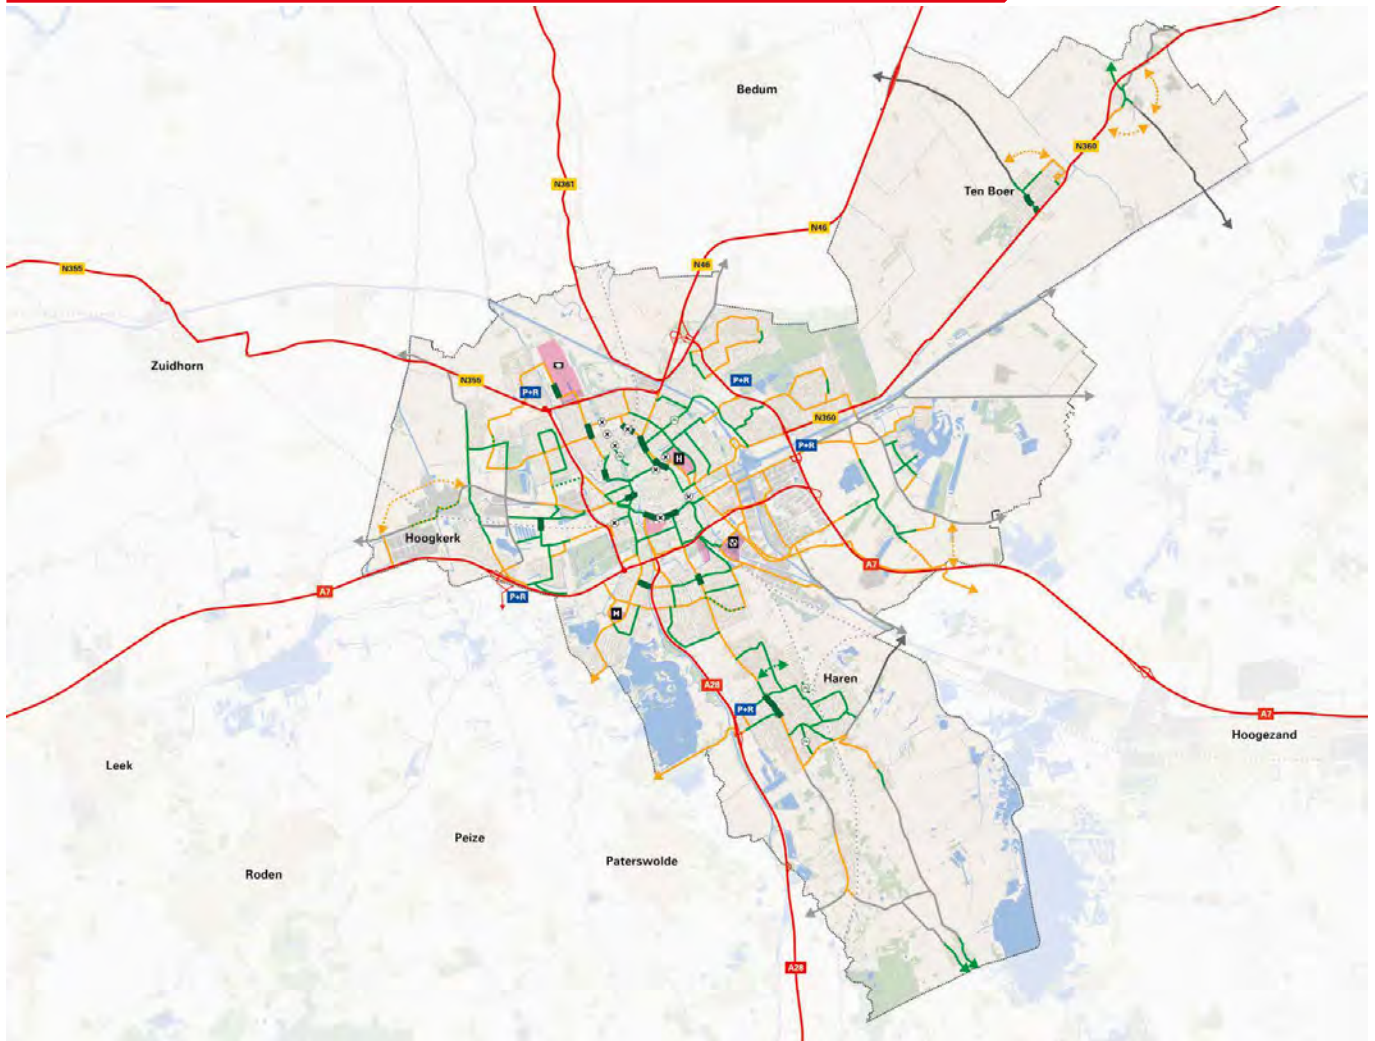 Bedum
N360
N361
Ten Boer
N46
N46
N355
Zuidhorn
N355
P+R
P+R
N360
P+R
H
Hoogkerk
A7
A7
P+R
H
Haren
A28
P+R
A7
Hoogezand
Leek
Peize
Paterswolde
Roden
A28